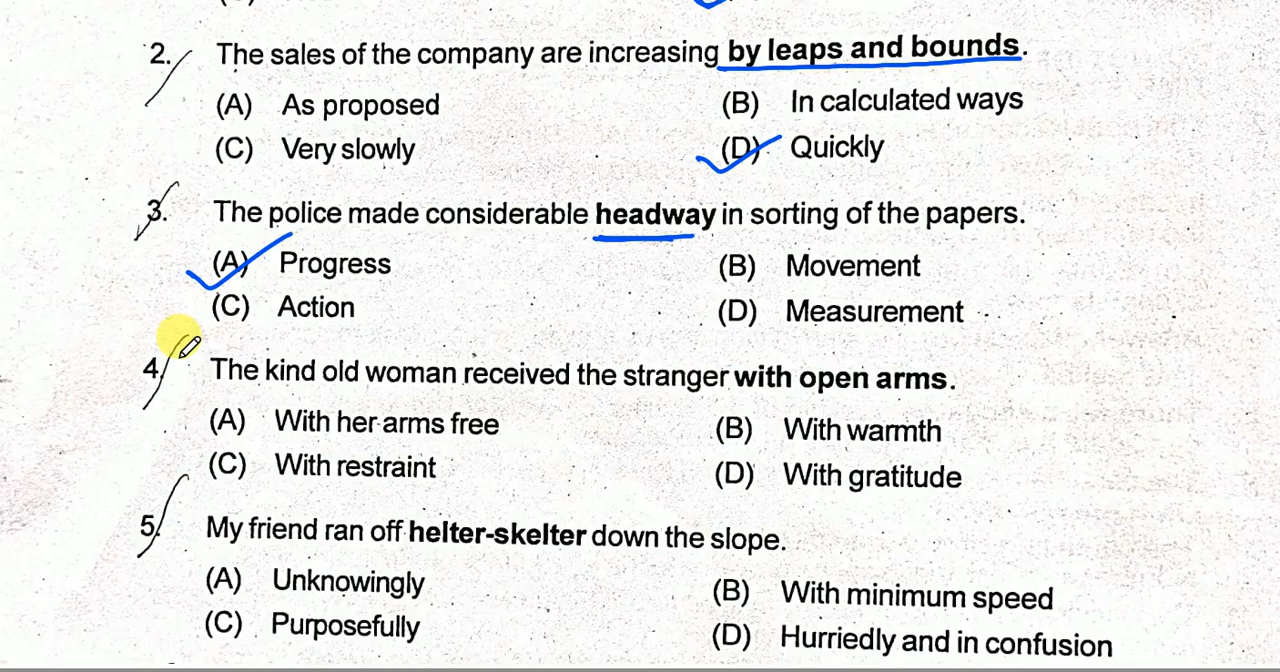 2. The sales of the company are increasing by leaps and bounds.
(A) As proposed (B) In calculated ways
(C) Very slowly (D) Quickly
3. The police made considerable headway in sorting of the papers.
(A) Progress (B) Movement
(C) Action (D) Measurement
4. The kind old woman received the stranger with open arms.
(A) With her arms free (B) With warmth
(C) With restraint (D) With gratitude
5. My friend ran off helter-skelter down the slope.
(A) Unknowingly (B) With minimum speed
(C) Purposefully (D) Hurriedly and in confusion